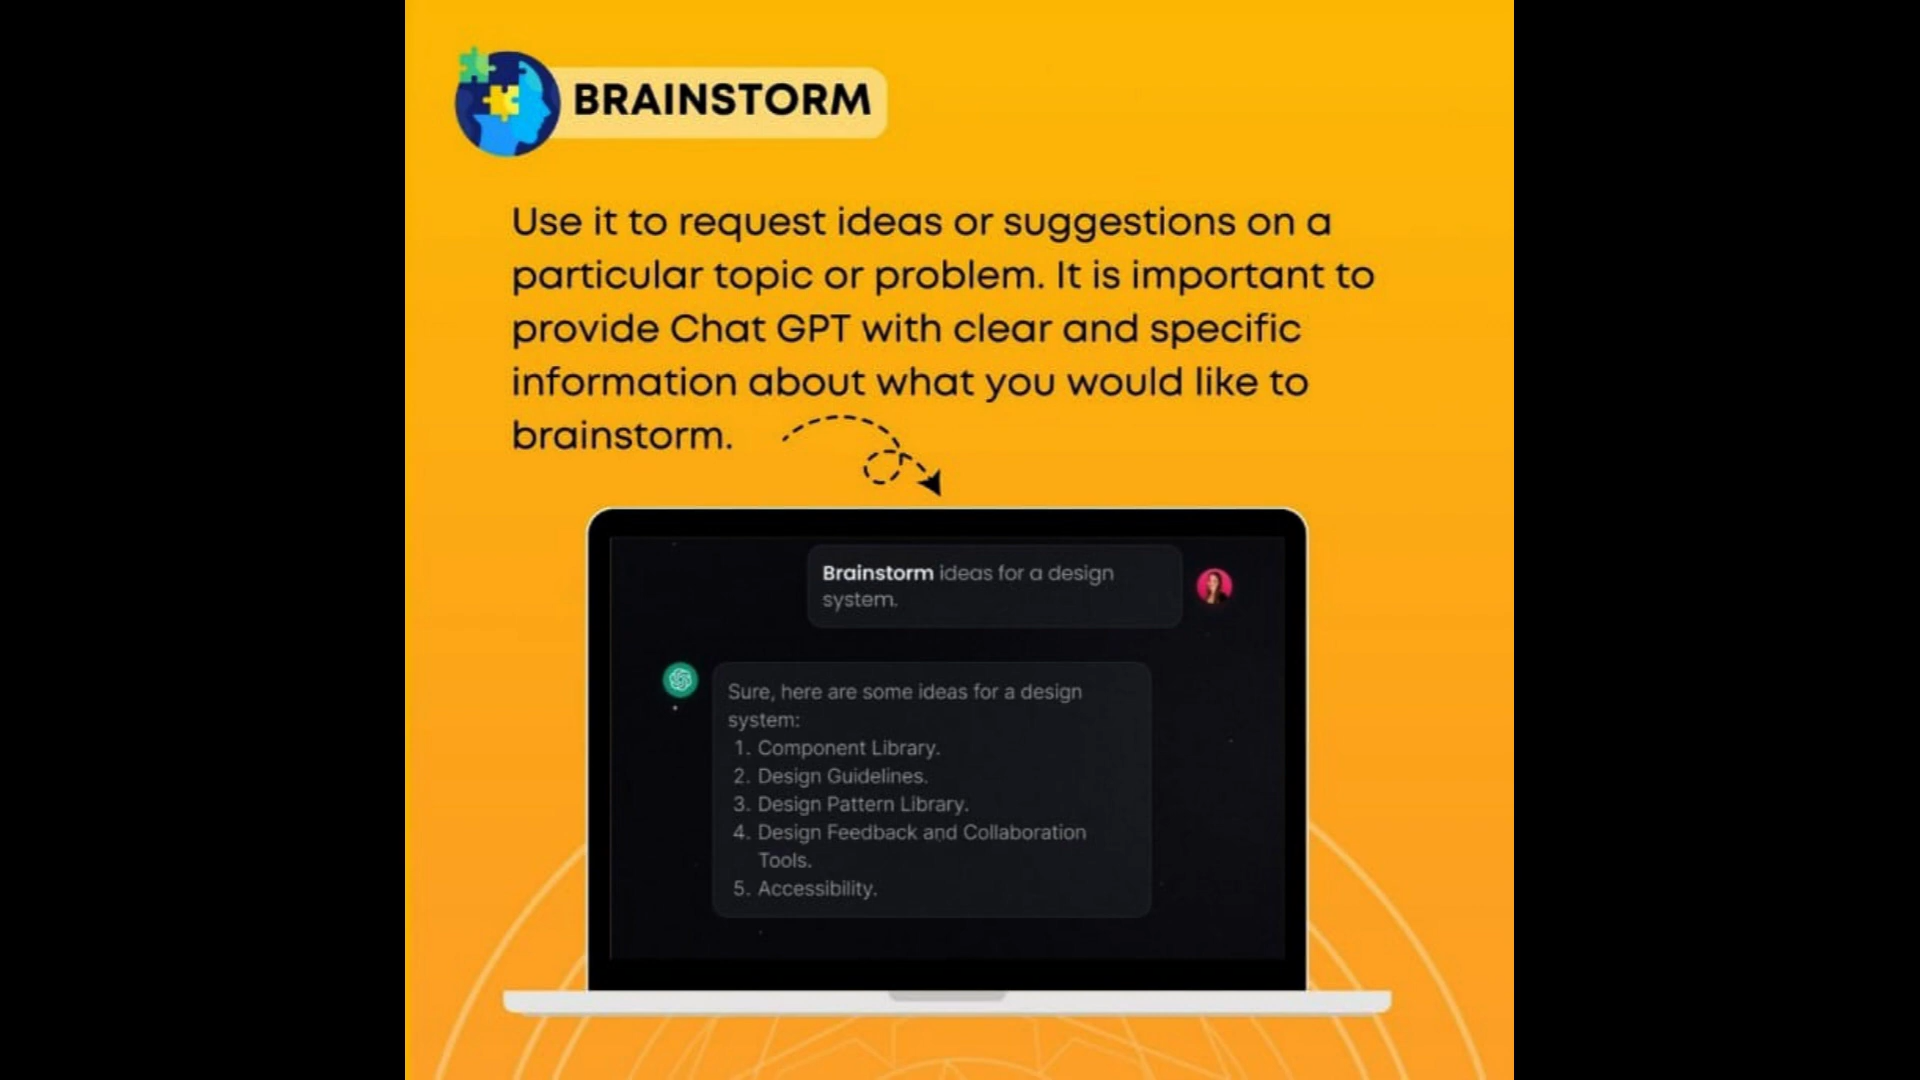 BRAINSTORM
Use it to request ideas or suggestions on a
particular topic or problem. It is important to
provide Chat GPT with clear and specific
information about what you would like to
brainstorm.
Brainstorm ideas for a design
system.
Sure, here are some ideas for a design
system:
1. Component Library.
2. Design Guidelines.
3. Design Pattern Library.
4. Design Feedback and Collaboration
Tools.
5. Accessibility.